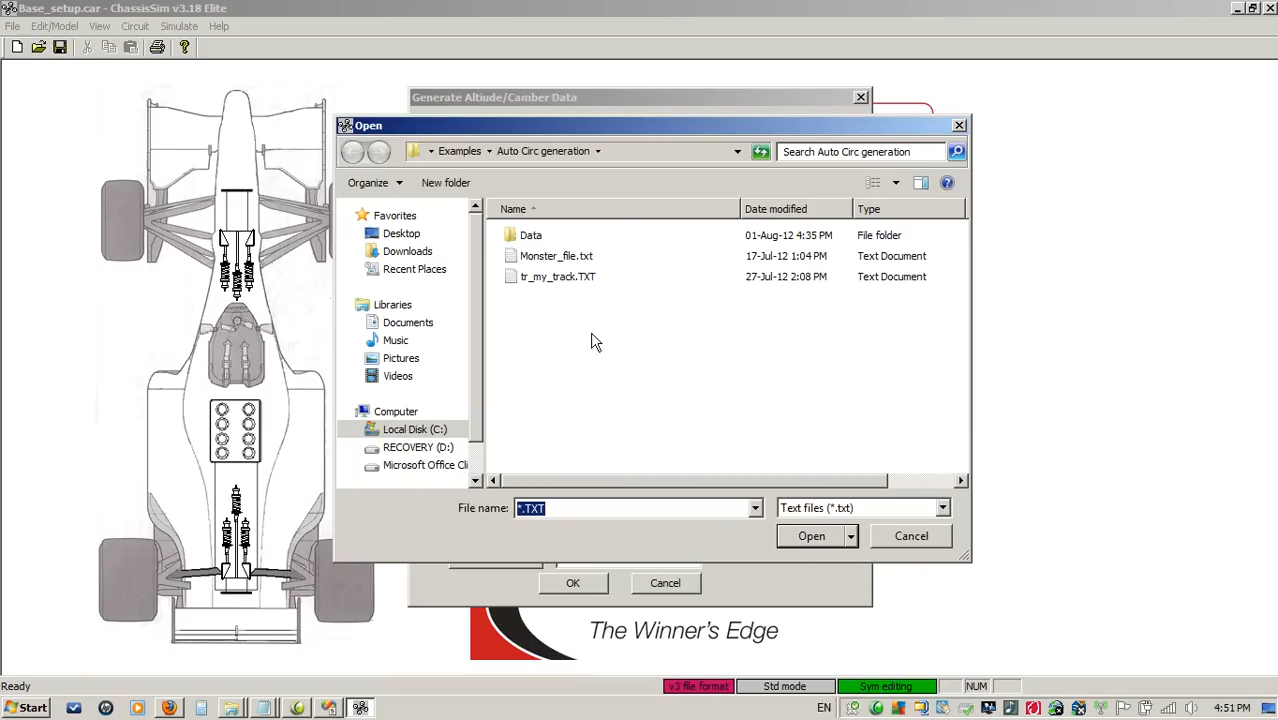 Base_setup.car - ChassisSim v3.18 Elite
File Edit/Model View Circuit Simulate Help
Generate Altiude/Camber Data
Open
Examples Auto Circ generation Search Auto Circ generation
Organize New folder
Name Date modified Type
Favorites
Desktop
Downloads
Recent Places
Libraries
Documents
Music
Pictures
Videos
Computer
Local Disk (C:)
RECOVERY (D:)
Microsoft Office Cli
Data 01-Aug-12 4:35 PM File folder
Monster_file.txt 17-Jul-12 1:04 PM Text Document
tr_my_track.TXT 27-Jul-12 2:08 PM Text Document
File name: *.TXT Text files (*.txt)
Open Cancel
OK Cancel
The Winner's Edge
Ready v3 file format Std mode Sym editing NUM
Start EN 4:51 PM